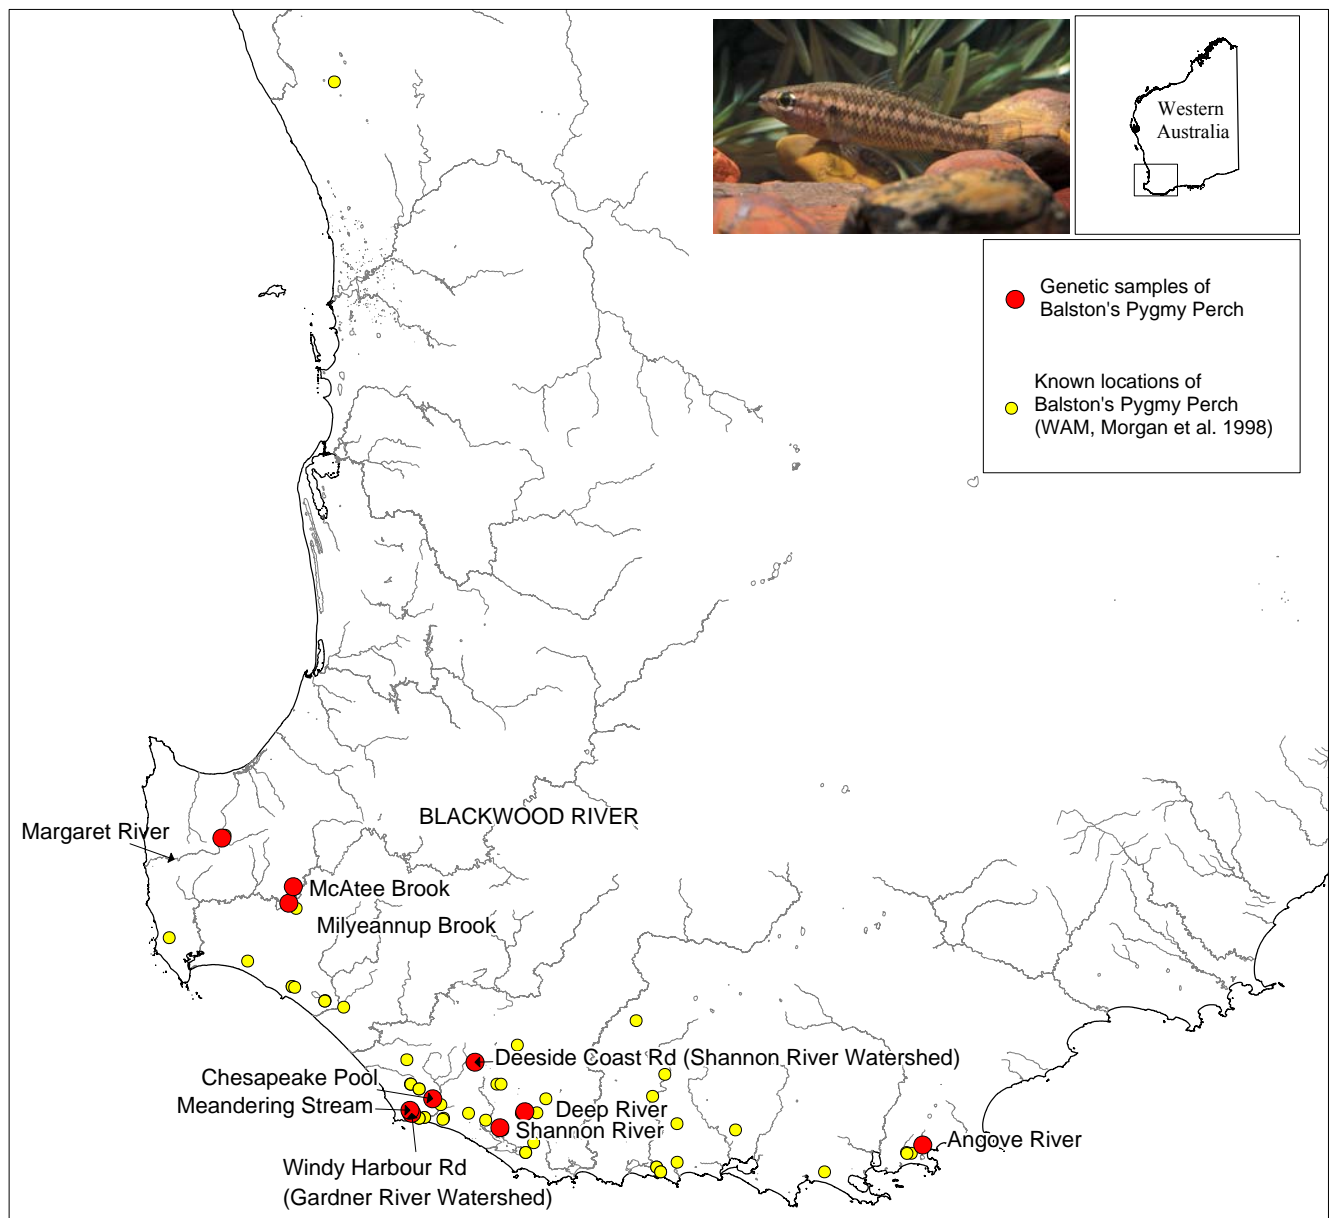 Western
Australia
Genetic samples of
Balston's Pygmy Perch
Known locations of
Balston's Pygmy Perch
(WAM, Morgan et al. 1998)
BLACKWOOD RIVER
Margaret River
McAtee Brook
Milyeannup Brook
Deeside Coast Rd (Shannon River Watershed)
Chesapeake Pool
Meandering Stream
Deep River
Shannon River
Angove River
Windy Harbour Rd
(Gardner River Watershed)